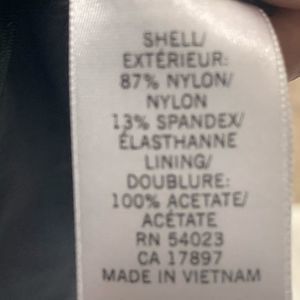 SHELL/
EXTÉRIEUR:
87% NYLON/
NYLON
13% SPANDEX/
ÉLASTHANNE
LINING/
DOUBLURE:
100% ACETATE/
ACÉTATE
RN 54023
CA 17897
MADE IN VIETNAM